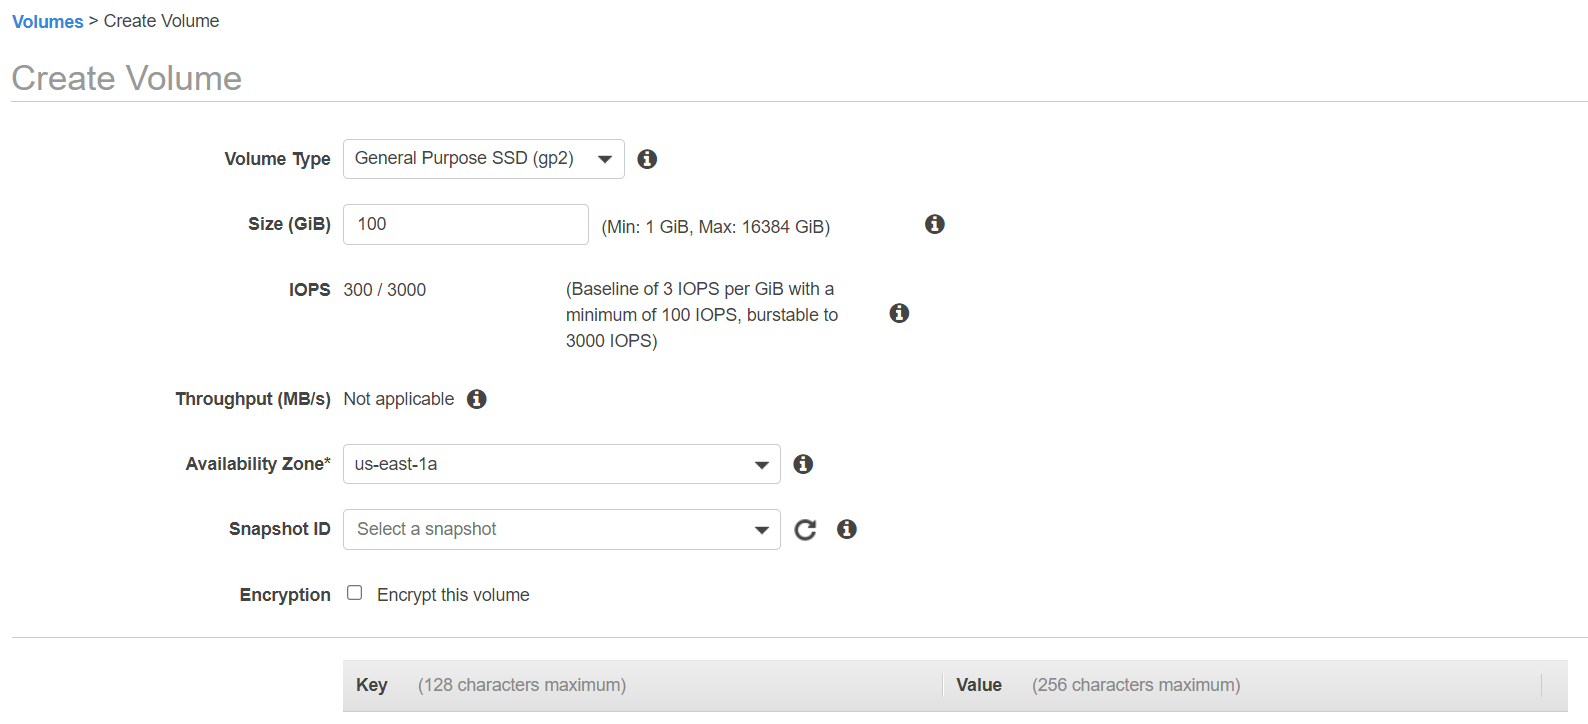 Volumes > Create Volume
Create Volume
Volume Type General Purpose SSD (gp2)
Size (GiB) 100 (Min: 1 GiB, Max: 16384 GiB)
IOPS 300 / 3000 (Baseline of 3 IOPS per GiB with a
minimum of 100 IOPS, burstable to
3000 IOPS)
Throughput (MB/s) Not applicable
Availability Zone* us-east-1a
Snapshot ID Select a snapshot
Encryption Encrypt this volume
Key (128 characters maximum) Value (256 characters maximum)